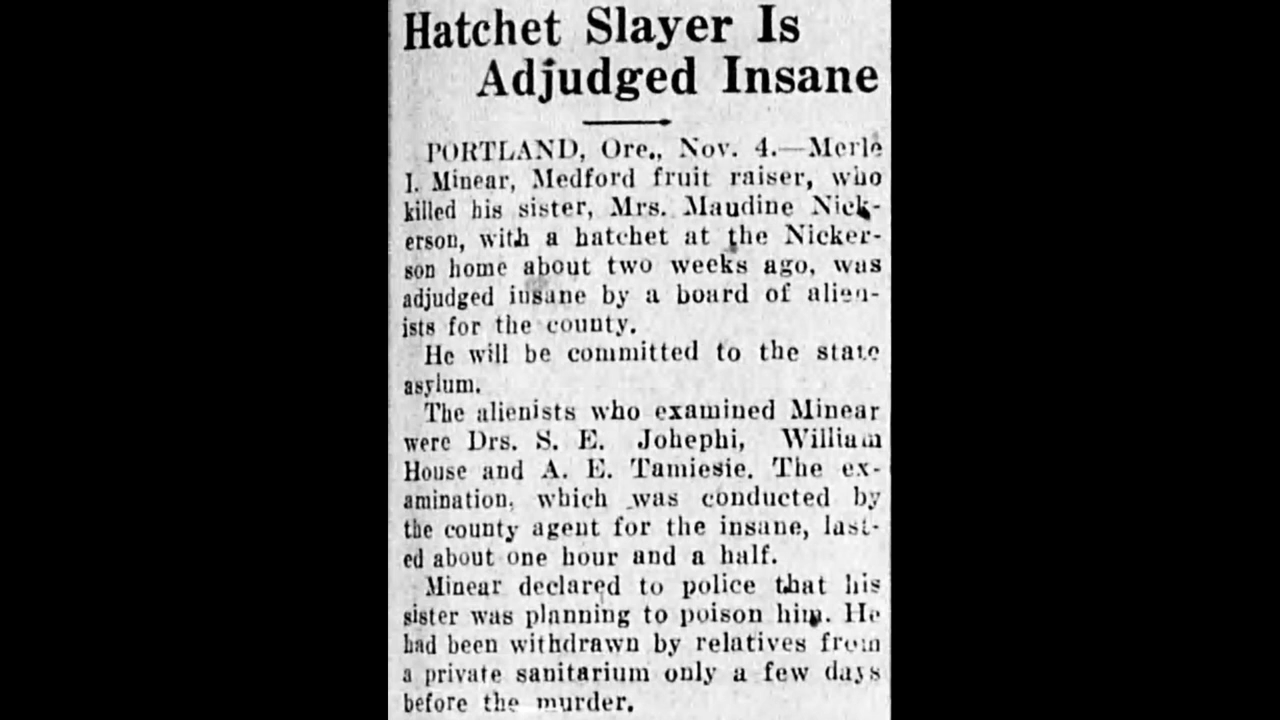 Hatchet Slayer Is
Adjudged Insane
PORTLAND, Ore., Nov. 4.—Merle
I. Minear, Medford fruit raiser, who
killed his sister, Mrs. Maudine Nick-
erson, with a hatchet at the Nicker-
son home about two weeks ago, was
adjudged insane by a board of alien-
ists for the county.
He will be committed to the state
asylum.
The alienists who examined Minear
were Drs. S. E. Johephi, William
House and A. E. Tamiesie. The ex-
amination, which was conducted by
the county agent for the insane, last-
ed about one hour and a half.
Minear declared to police that his
sister was planning to poison him. He
had been withdrawn by relatives from
a private sanitarium only a few days
before the murder.